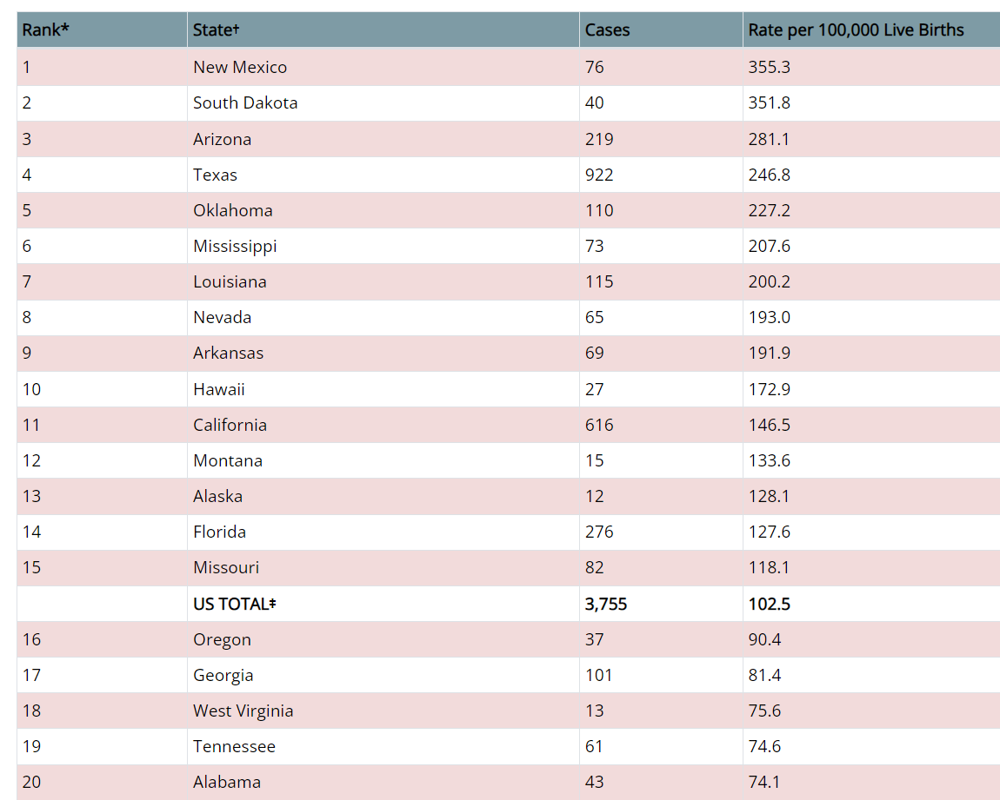 Rank* State† Cases Rate per 100,000 Live Births
1 New Mexico 76 355.3
2 South Dakota 40 351.8
3 Arizona 219 281.1
4 Texas 922 246.8
5 Oklahoma 110 227.2
6 Mississippi 73 207.6
7 Louisiana 115 200.2
8 Nevada 65 193.0
9 Arkansas 69 191.9
10 Hawaii 27 172.9
11 California 616 146.5
12 Montana 15 133.6
13 Alaska 12 128.1
14 Florida 276 127.6
15 Missouri 82 118.1
US TOTAL‡ 3,755 102.5
16 Oregon 37 90.4
17 Georgia 101 81.4
18 West Virginia 13 75.6
19 Tennessee 61 74.6
20 Alabama 43 74.1